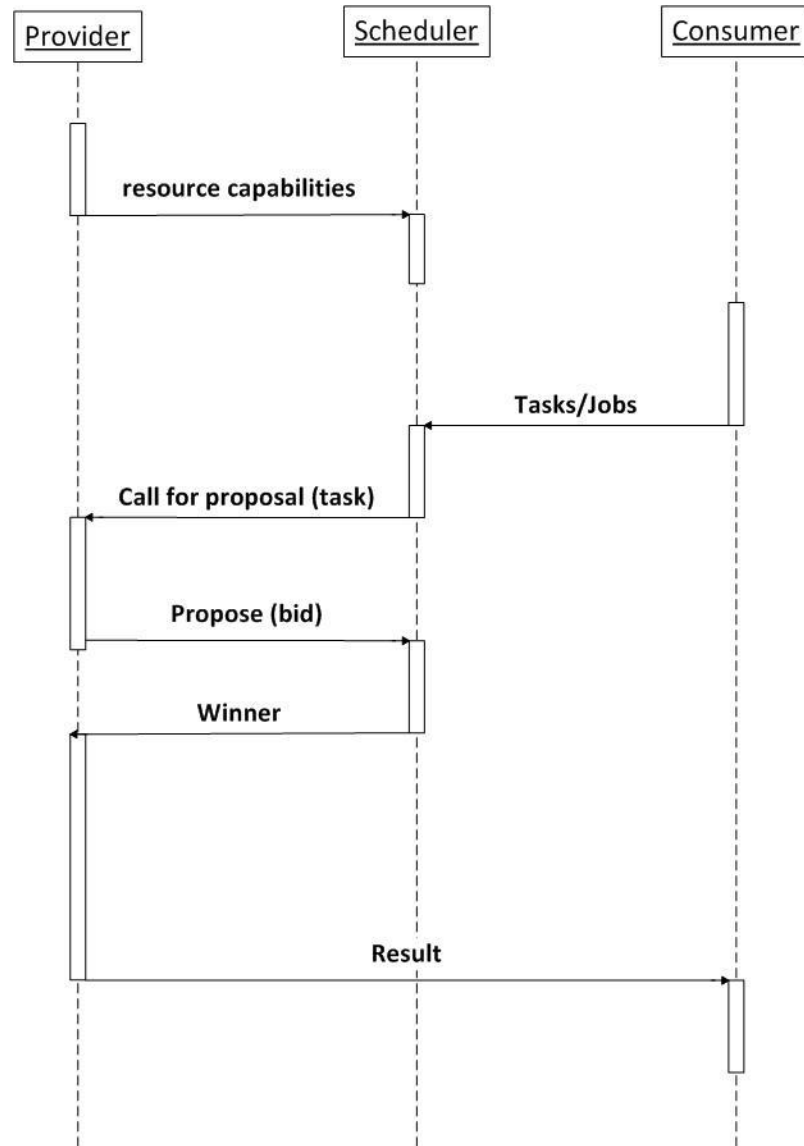 Provider
Scheduler
Consumer
resource capabilities
Tasks/Jobs
Call for proposal (task)
Propose (bid)
Winner
Result